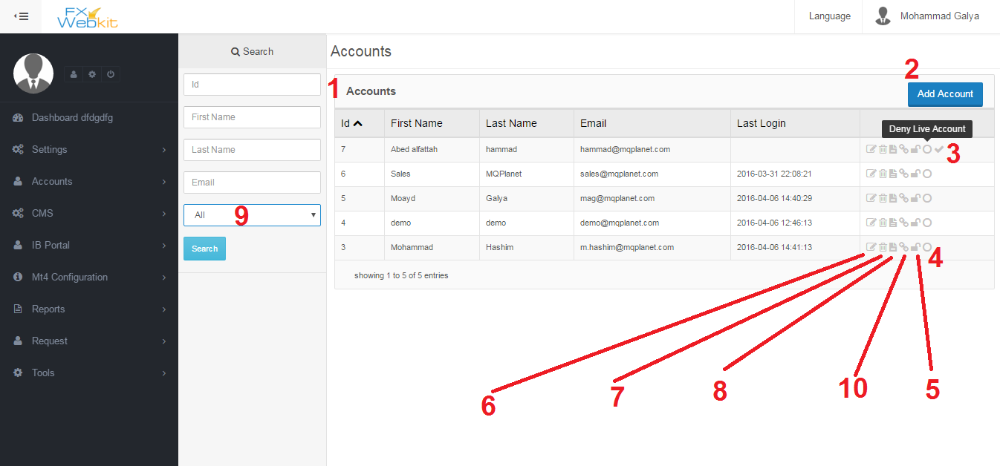 FX
Webkit
Language
Mohammad Galya
Search
Accounts
Id
1
Accounts
2
Add Account
First Name
Last Name
Email
All
9
Search
Dashboard dfdgdfg
Settings
Accounts
CMS
IB Portal
Mt4 Configuration
Reports
Request
Tools
Id First Name Last Name Email Last Login
Deny Live Account
7 Abed alfattah hammad hammad@mqplanet.com
3
6 Sales MQPlanet sales@mqplanet.com 2016-03-31 22:08:21
5 Moayd Galya mag@mqplanet.com 2016-04-06 14:40:29
4 demo demo demo@mqplanet.com 2016-04-06 12:46:13
3 Mohammad Hashim m.hashim@mqplanet.com 2016-04-06 14:41:13
4
showing 1 to 5 of 5 entries
6
7
8
10
5